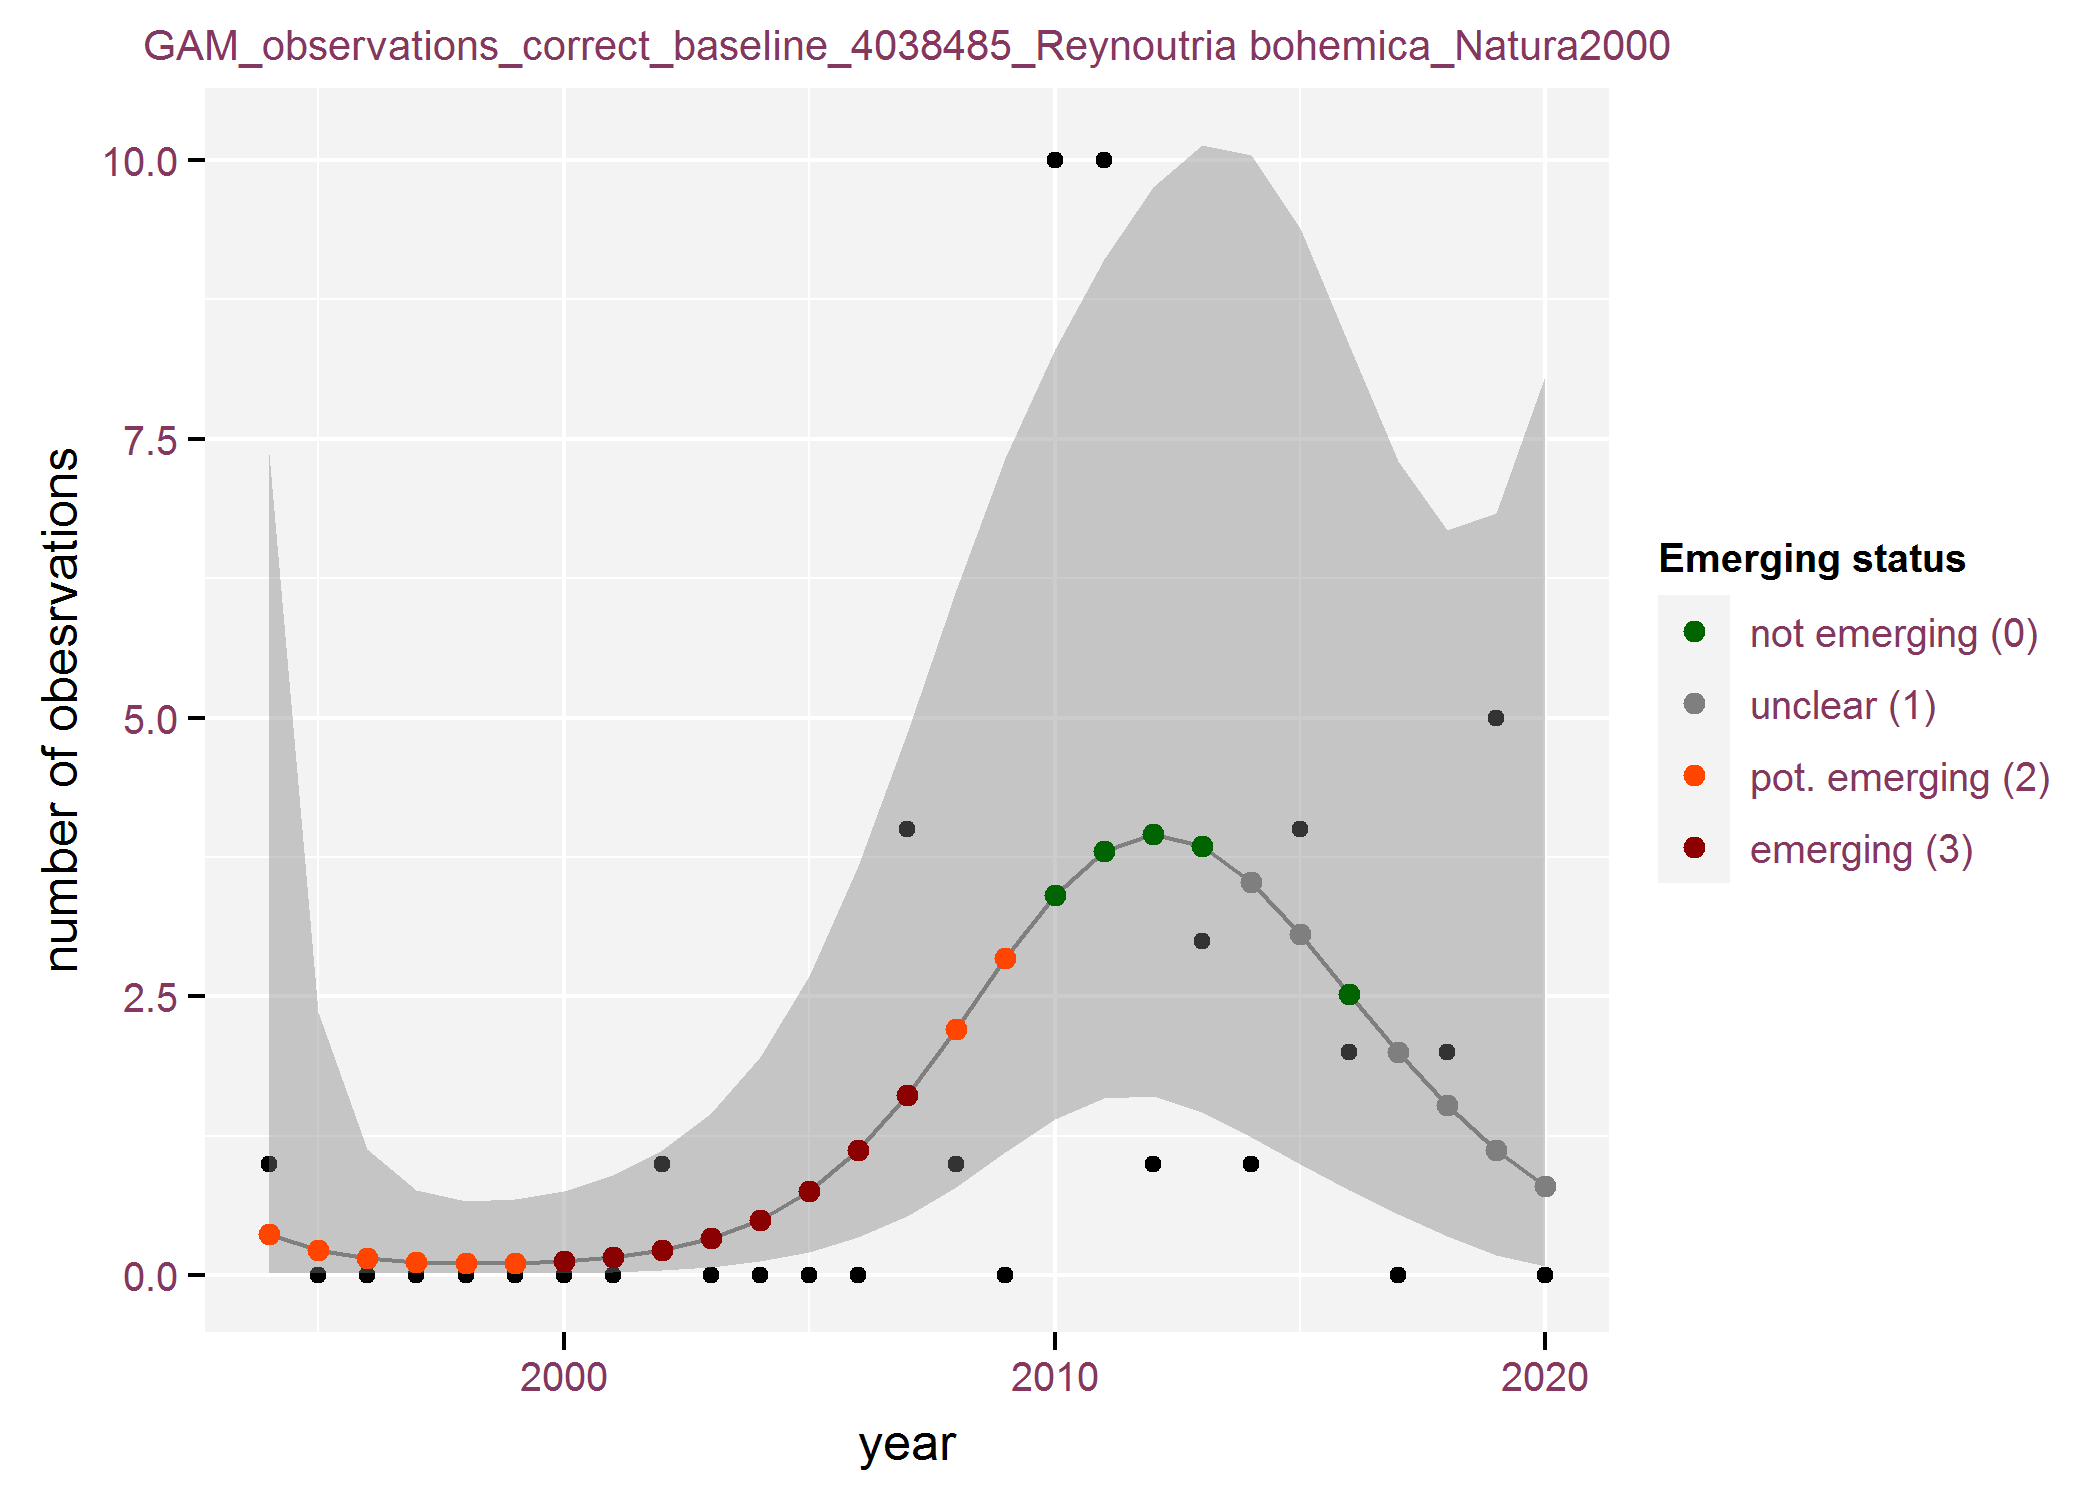 GAM_observations_correct_baseline_4038485_Reynoutria bohemica_Natura2000
10.0
7.5
5.0
2.5
0.0
number of obesrvations
2000
2010
2020
year
Emerging status
not emerging (0)
unclear (1)
pot. emerging (2)
emerging (3)